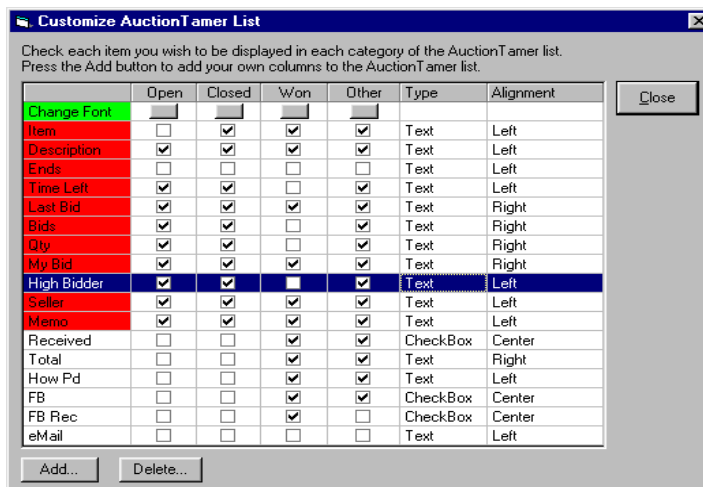 Customize AuctionTamer List
Check each item you wish to be displayed in each category of the AuctionTamer list.
Press the Add button to add your own columns to the AuctionTamer list.
Open Closed Won Other Type Alignment
Close
Change Font
Item Text Left
Description Text Left
Ends Text Left
Time Left Text Left
Last Bid Text Right
Bids Text Right
Qty Text Right
My Bid Text Right
High Bidder Text Left
Seller Text Left
Memo Text Left
Received CheckBox Center
Total Text Right
How Pd Text Left
FB CheckBox Center
FB Rec CheckBox Center
eMail Text Left
Add... Delete...